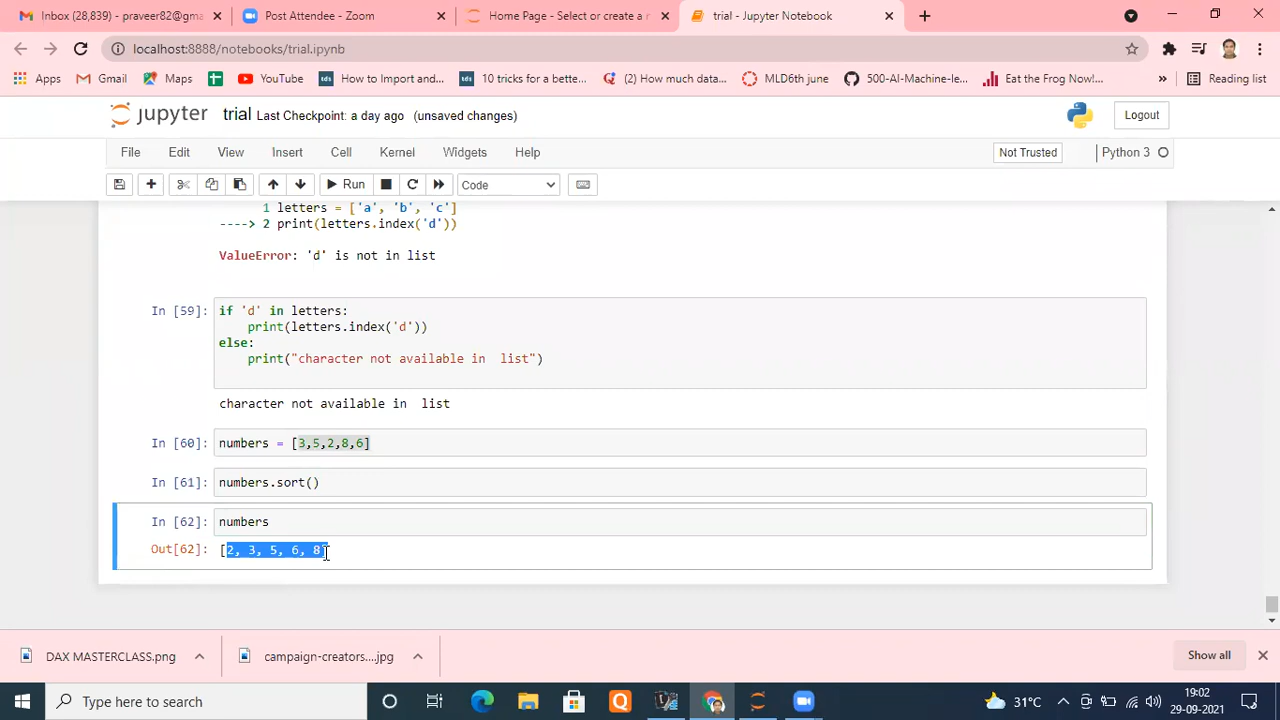 Inbox (28,839) - praveer82@gmail
Post Attendee - Zoom
Home Page - Select or create a n
trial - Jupyter Notebook
localhost:8888/notebooks/trial.ipynb
Apps
Gmail
Maps
YouTube
tds
How to Import and...
tds
10 tricks for a bette...
(2) How much data...
MLD6th june
500-AI-Machine-le...
Eat the Frog Now!...
»
Reading list
jupyter
trial Last Checkpoint: a day ago (unsaved changes)
Logout
File
Edit
View
Insert
Cell
Kernel
Widgets
Help
Not Trusted
Python 3
Run
Code
1 letters = ['a', 'b', 'c']
----> 2 print(letters.index('d'))
ValueError: 'd' is not in list
In [59]:
if 'd' in letters:
    print(letters.index('d'))
else:
    print("character not available in  list")
character not available in  list
In [60]:
numbers = [3,5,2,8,6]
In [61]:
numbers.sort()
In [62]:
numbers
Out[62]:
[2, 3, 5, 6, 8]
DAX MASTERCLASS.png
campaign-creators....jpg
Show all
Type here to search
Q
31°C
19:02
29-09-2021